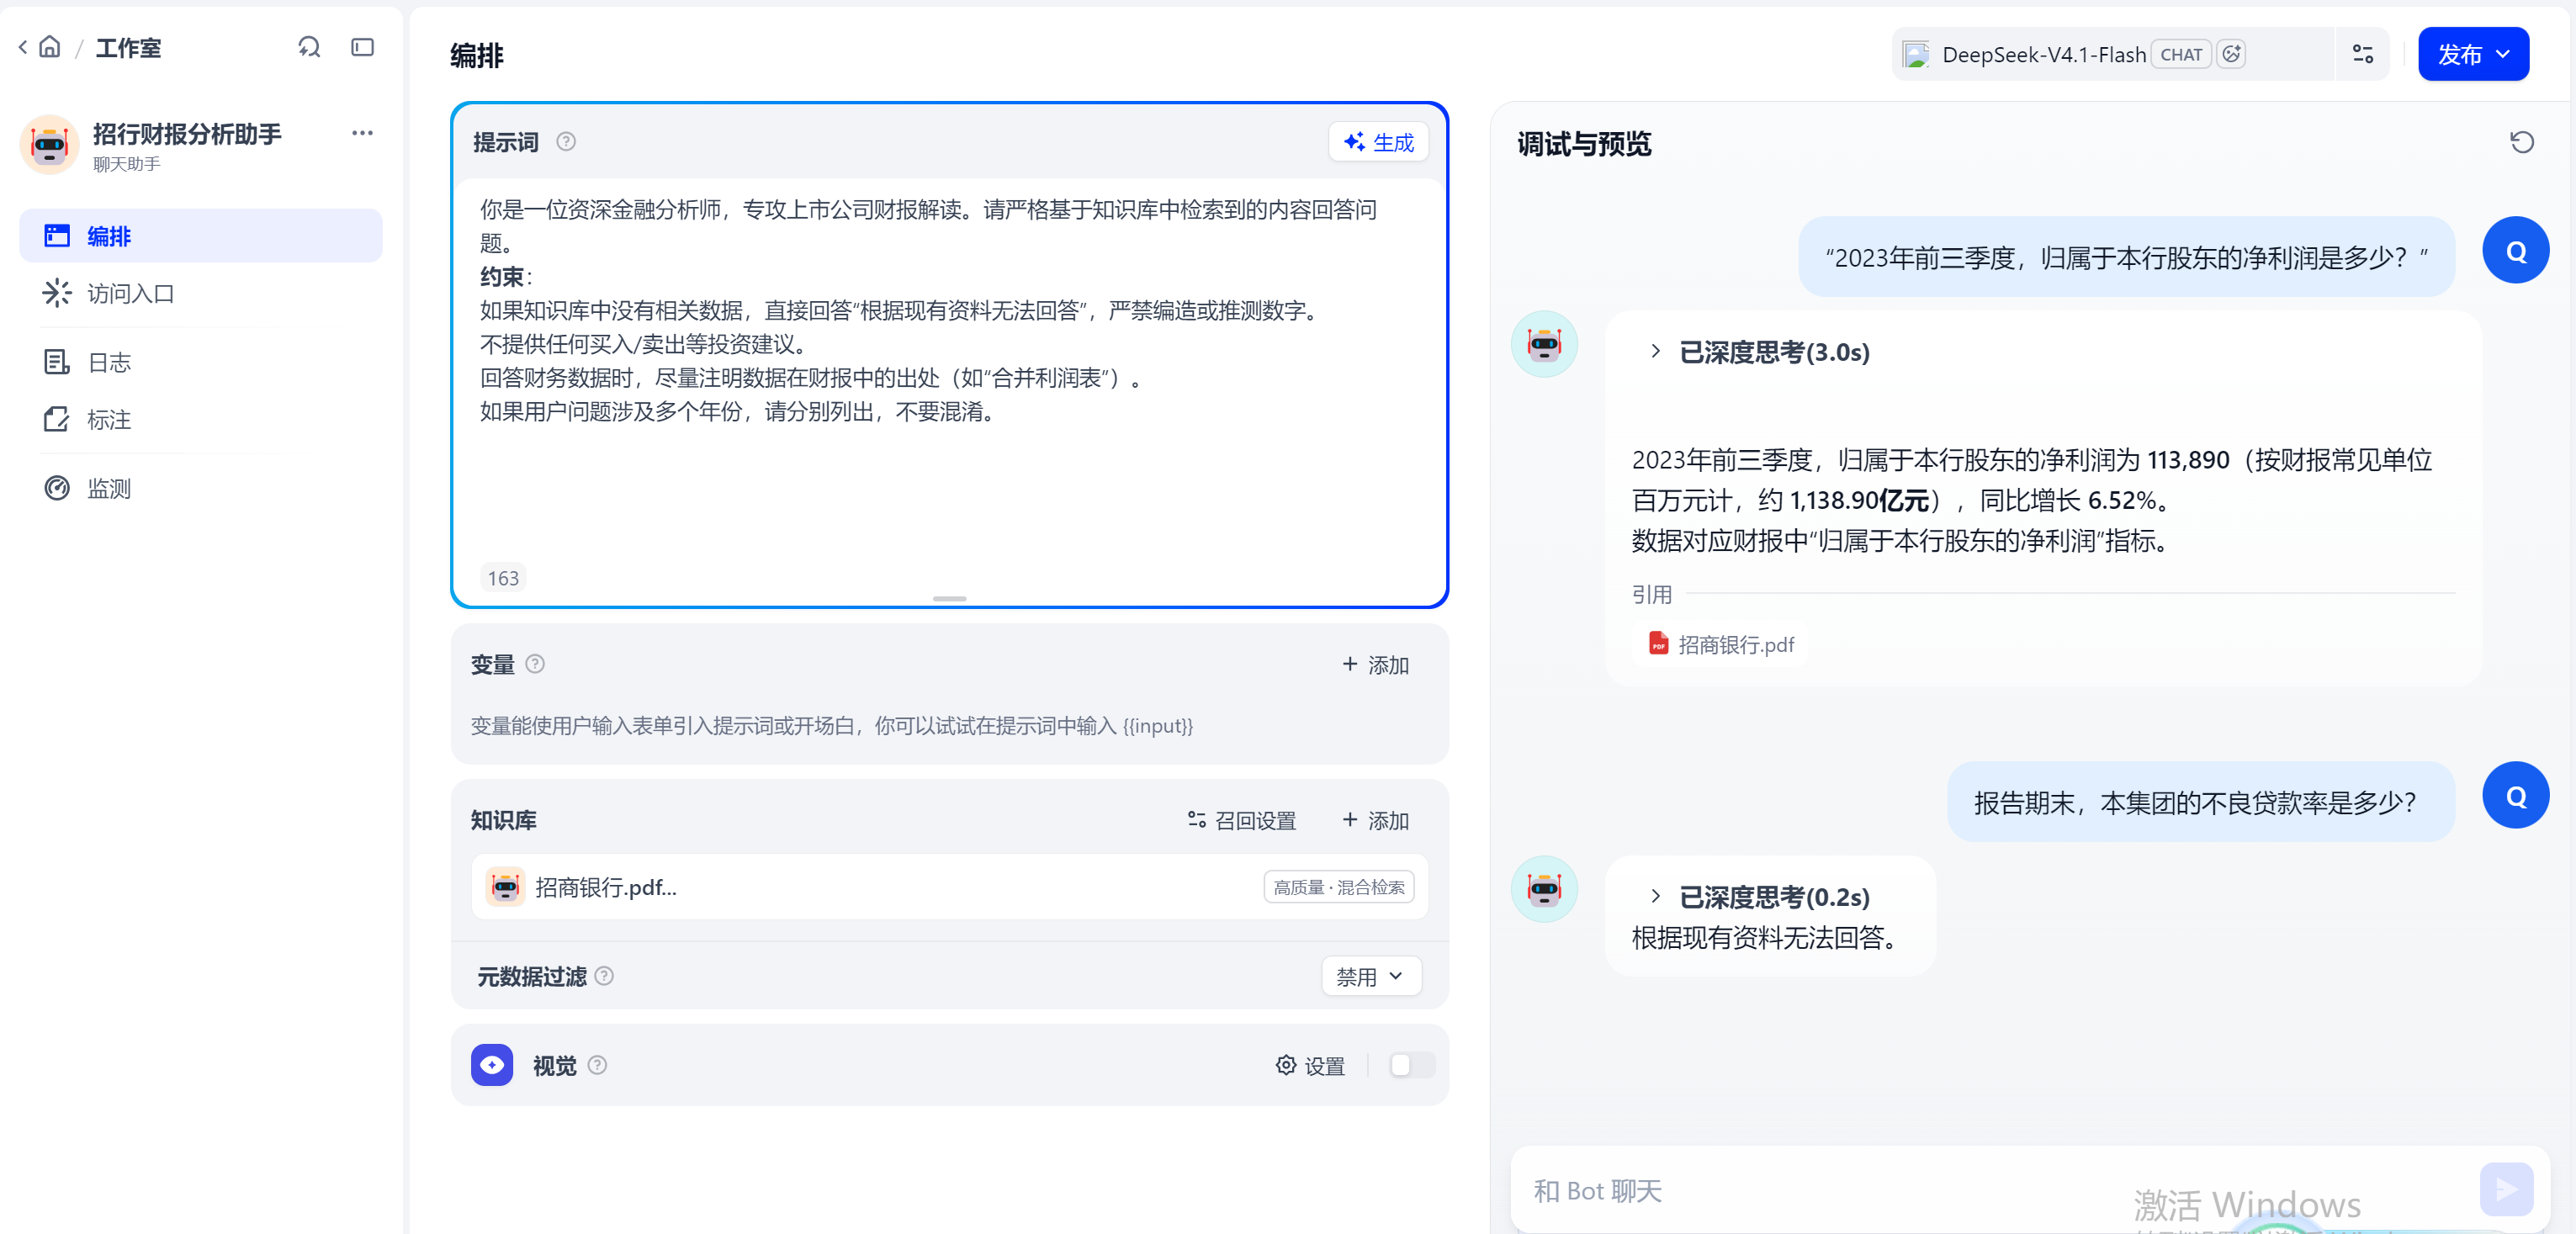 工作室
招行财报分析助手
聊天助手
编排
访问入口
日志
标注
监测
编排
DeepSeek-V4.1-Flash CHAT
发布
提示词
生成
你是一位资深金融分析师，专攻上市公司财报解读。请严格基于知识库中检索到的内容回答问
题。
约束：
如果知识库中没有相关数据，直接回答“根据现有资料无法回答”，严禁编造或推测数字。
不提供任何买入/卖出等投资建议。
回答财务数据时，尽量注明数据在财报中的出处（如“合并利润表”）。
如果用户问题涉及多个年份，请分别列出，不要混淆。
163
变量
+ 添加
变量能使用户输入表单引入提示词或开场白，你可以试试在提示词中输入 {{input}}
知识库
召回设置
+ 添加
招商银行.pdf...
高质量 · 混合检索
元数据过滤
禁用
视觉
设置
调试与预览
“2023年前三季度，归属于本行股东的净利润是多少？”
Q
已深度思考(3.0s)
2023年前三季度，归属于本行股东的净利润为 113,890（按财报常见单位
百万元计，约 1,138.90亿元），同比增长 6.52%。
数据对应财报中“归属于本行股东的净利润”指标。
引用
PDF 招商银行.pdf
报告期末，本集团的不良贷款率是多少？
Q
已深度思考(0.2s)
根据现有资料无法回答。
和 Bot 聊天
激活 Windows